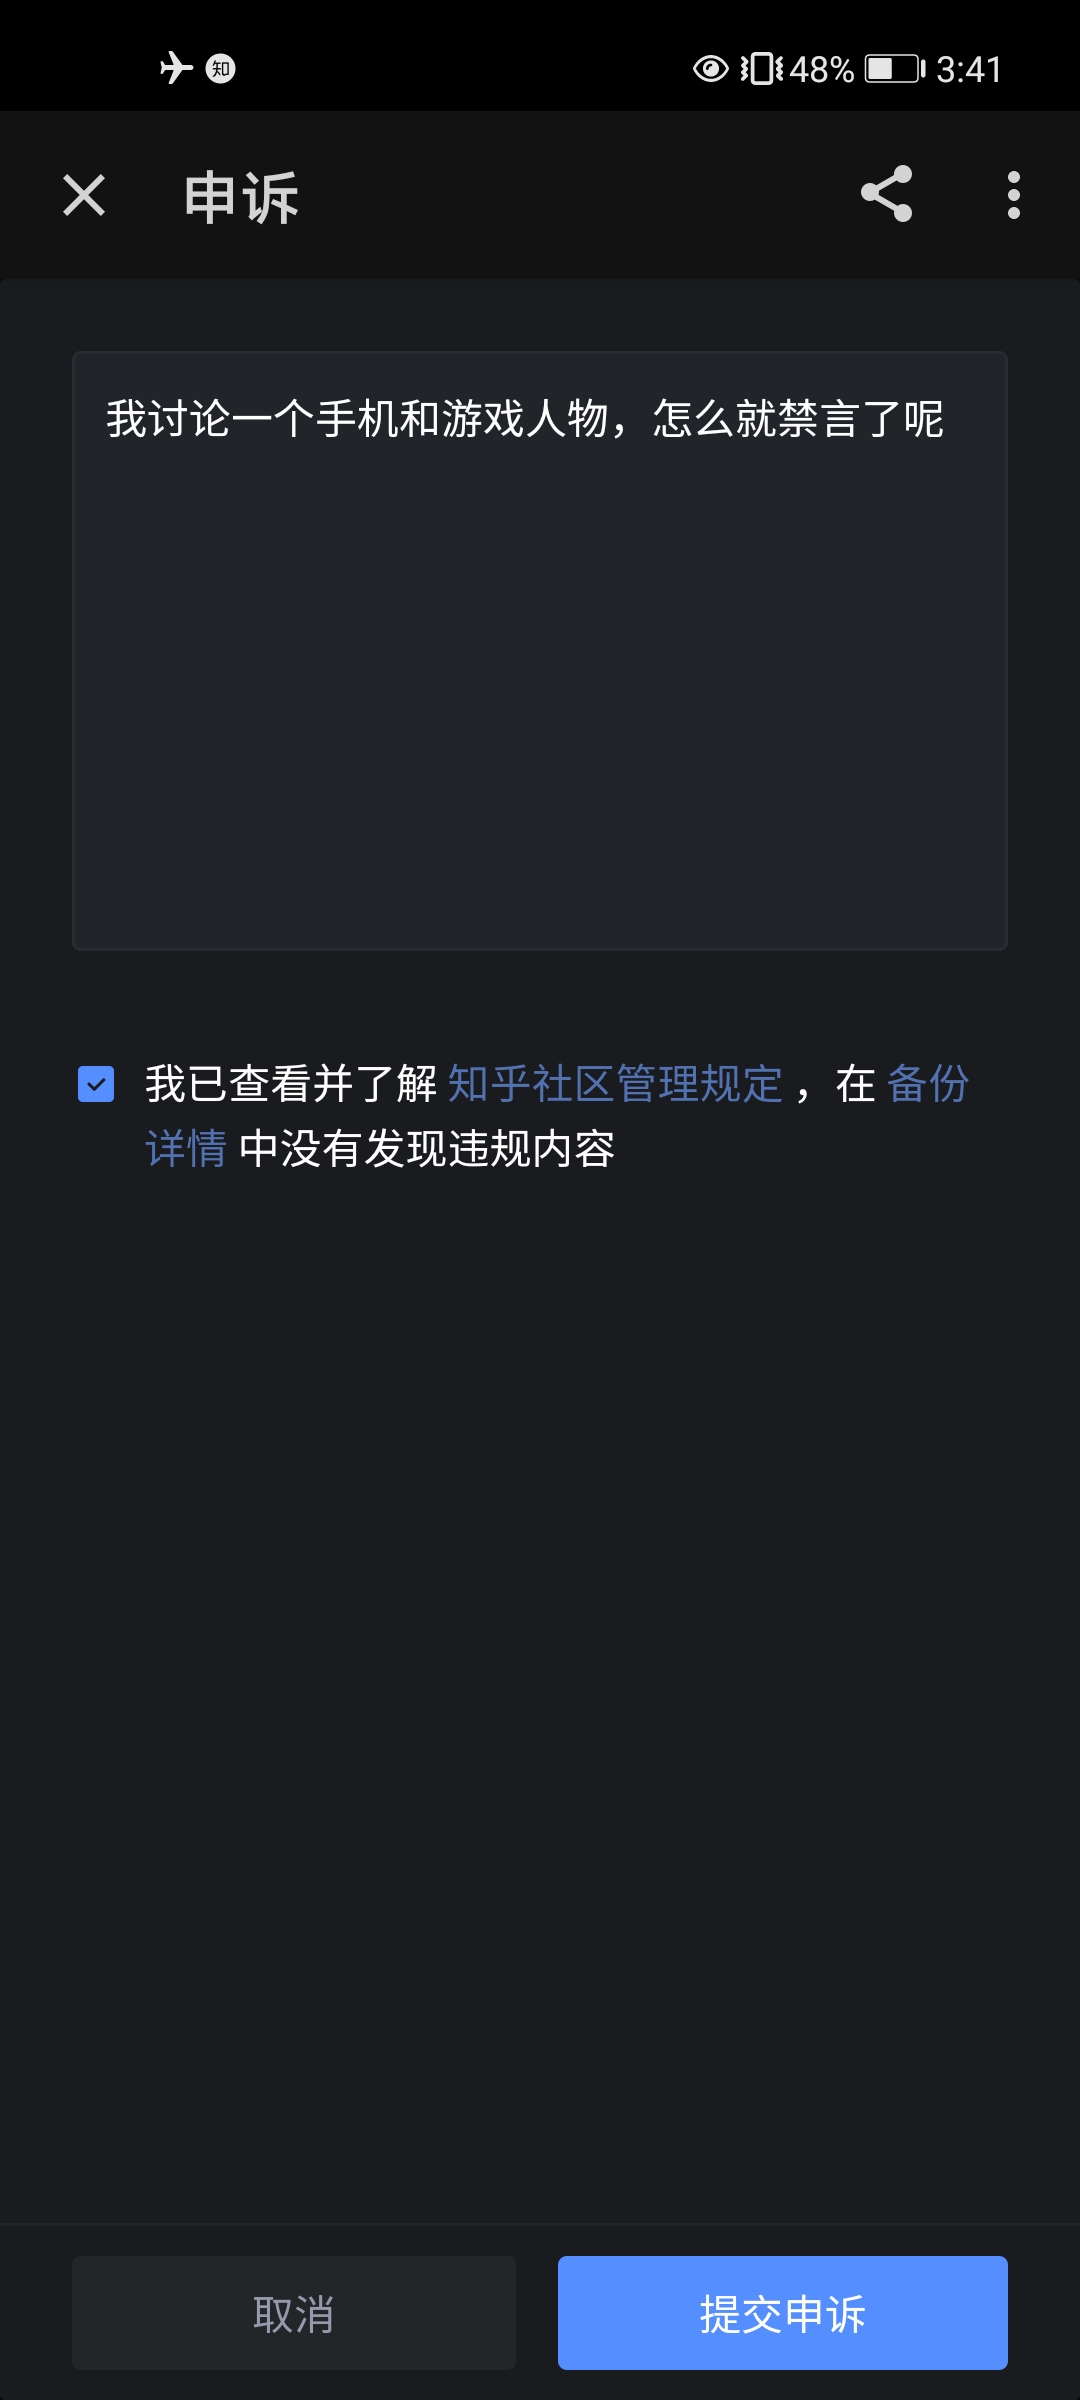 知 48% 3:41
申诉
我讨论一个手机和游戏人物，怎么就禁言了呢
我已查看并了解 知乎社区管理规定 ，在 备份
详情 中没有发现违规内容
取消 提交申诉